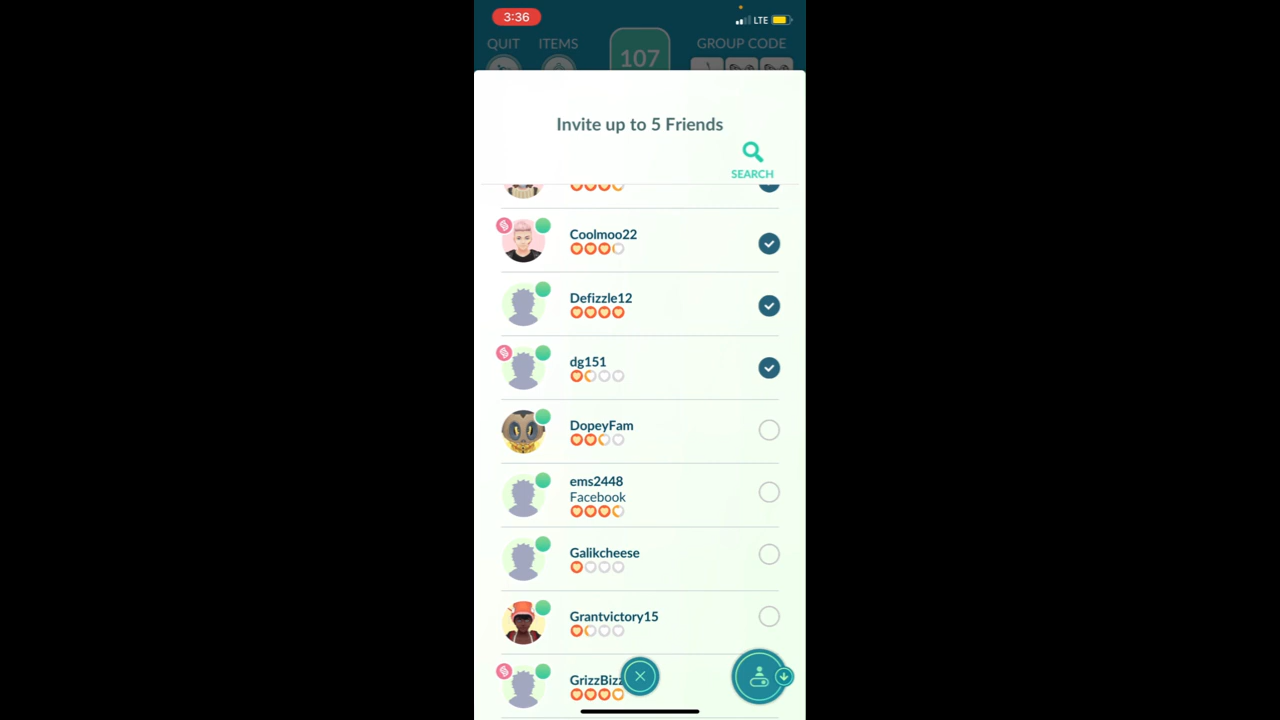 3:36
LTE
QUIT
ITEMS
107
GROUP CODE
Invite up to 5 Friends
SEARCH
Coolmoo22
Defizzle12
dg151
DopeyFam
ems2448
Facebook
Galikcheese
Grantvictory15